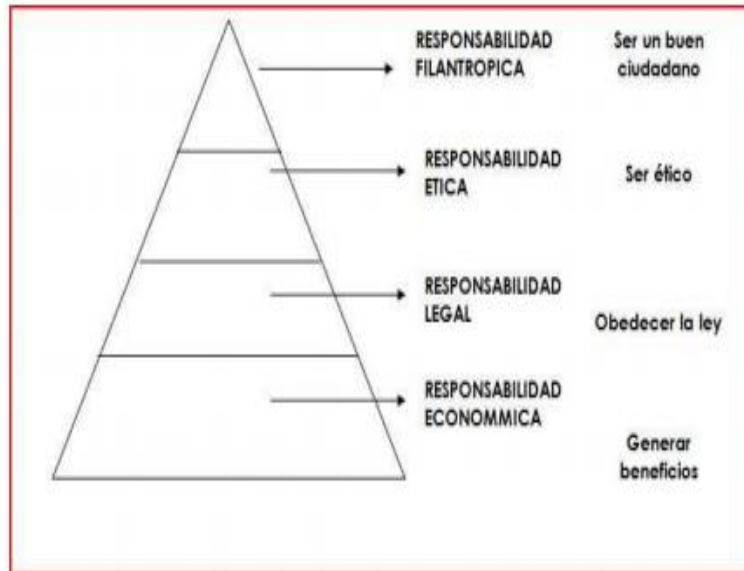 RESPONSABILIDAD
FILANTROPICA
Ser un buen
ciudadano
RESPONSABILIDAD
ETICA
Ser ético
RESPONSABILIDAD
LEGAL
Obedecer la ley
RESPONSABILIDAD
ECONOMMICA
Generar
beneficios